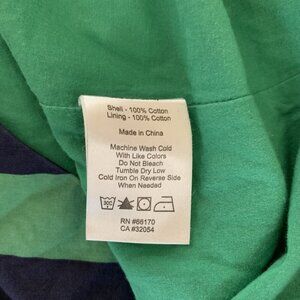 Shell - 100% Cotton
Lining - 100% Cotton
Made in China
Machine Wash Cold
With Like Colors
Do Not Bleach
Tumble Dry Low
Cold Iron On Reverse Side
When Needed
RN #66170
CA #32054